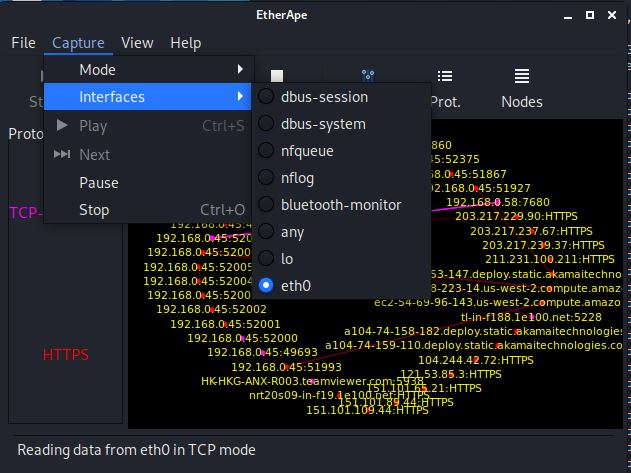 EtherApe
File Capture View Help
Mode
Interfaces
Play Ctrl+S
Next
Pause
Stop Ctrl+O
dbus-session
dbus-system
nfqueue
nflog
bluetooth-monitor
any
lo
eth0
Prot.
Nodes
Proto
TCP-
HTTPS
860
45:52375
192.168.0.45:51867
192.168.0.45:51927
192.168.0.58:7680
203.217.229.90:HTTPS
203.217.237.67:HTTPS
203.217.239.37:HTTPS
211.231.100.211:HTTPS
53-147.deploy.static.akamaitechno
-223-14.us-west-2.compute.amazo
ec2-54-69-96-143.us-west-2.compute.amazo
tl-in-f188.1e100.net:5228
a104-74-158-182.deploy.static.akamaitechnologies
a104-74-159-110.deploy.static.akamaitechnologies.co
104.244.42.72:HTTPS
121.53.85.3:HTTPS
151.101.65.21:HTTPS
151.101.89.44:HTTPS
151.101.109.44:HTTPS
nrt20s09-in-f19.1e100.net:HTTPS
HK-HKG-ANX-R003.teamviewer.com:5938
192.168.0.45:51993
192.168.0.45:49693
192.168.0.45:52000
192.168.0.45:52001
192.168.0.45:52002
192.168.0.45:5200
192.168.0.45:5200
192.168.0.45:52005
192.168.0.45:5200
192.168.0.45:5200
192.168.0.45:5200
Reading data from eth0 in TCP mode